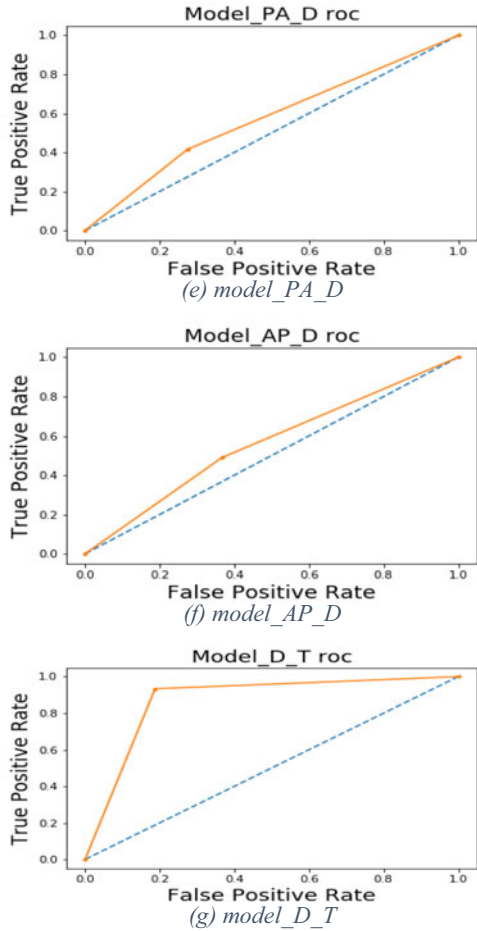 Model_PA_D roc
True Positive Rate
1.0
0.8
0.6
0.4
0.2
0.0
0.0 0.2 0.4 0.6 0.8 1.0
False Positive Rate
(e) model_PA_D
Model_AP_D roc
True Positive Rate
1.0
0.8
0.6
0.4
0.2
0.0
0.0 0.2 0.4 0.6 0.8 1.0
False Positive Rate
(f) model_AP_D
Model_D_T roc
True Positive Rate
1.0
0.8
0.6
0.4
0.2
0.0
0.0 0.2 0.4 0.6 0.8 1.0
False Positive Rate
(g) model_D_T